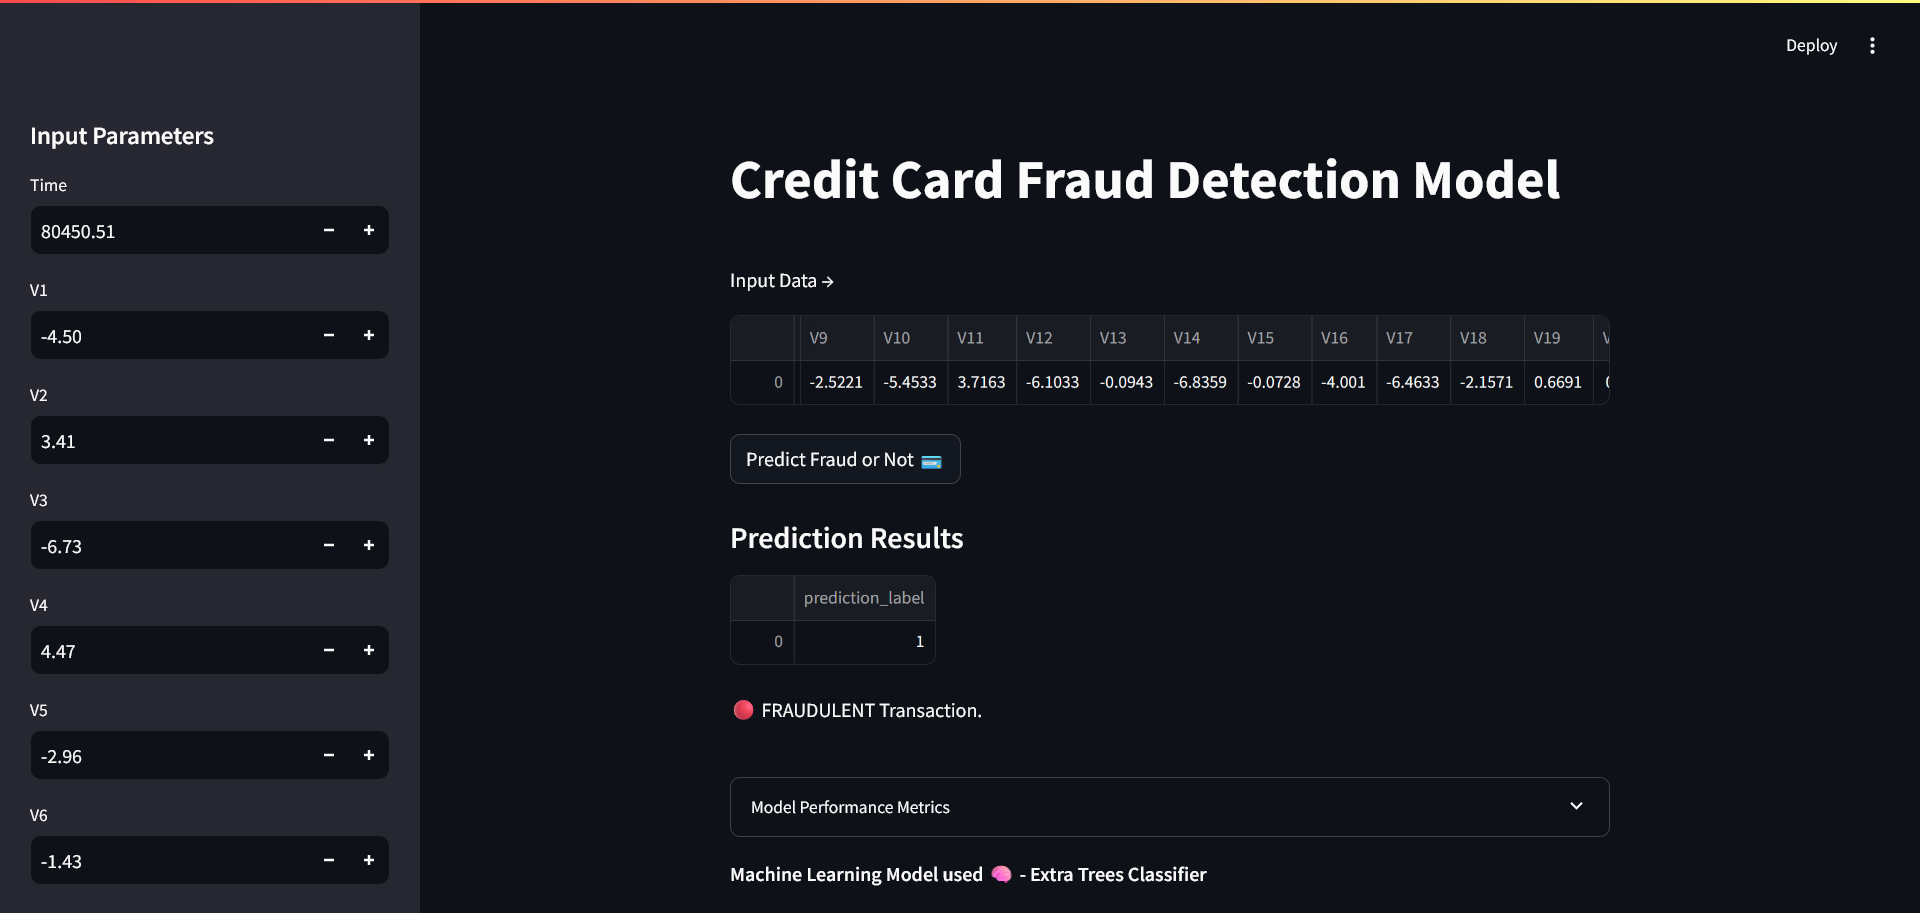 Deploy
Input Parameters
Time
80450.51
V1
-4.50
V2
3.41
V3
-6.73
V4
4.47
V5
-2.96
V6
-1.43
Credit Card Fraud Detection Model
Input Data →
V9 V10 V11 V12 V13 V14 V15 V16 V17 V18 V19
0 -2.5221 -5.4533 3.7163 -6.1033 -0.0943 -6.8359 -0.0728 -4.001 -6.4633 -2.1571 0.6691
Predict Fraud or Not
Prediction Results
prediction_label
0 1
FRAUDULENT Transaction.
Model Performance Metrics
Machine Learning Model used 🧠 - Extra Trees Classifier